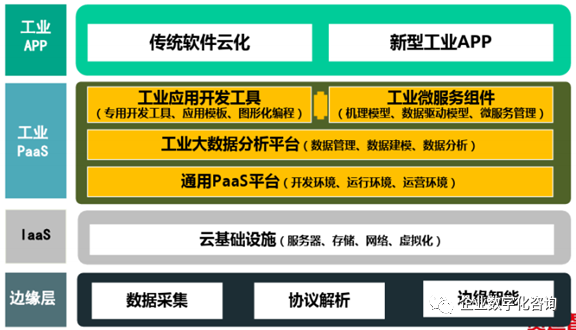 工业
APP
传统软件云化
新型工业APP
工业
PaaS
工业应用开发工具
（专用开发工具、应用模板、图形化编程）
工业微服务组件
（机理模型、数据驱动模型、微服务管理）
工业大数据分析平台（数据管理、数据建模、数据分析）
通用PaaS平台（开发环境、运行环境、运营环境）
IaaS
云基础设施（服务器、存储、网络、虚拟化）
边缘层
数据采集
协议解析
边缘智能
企业数字化咨询